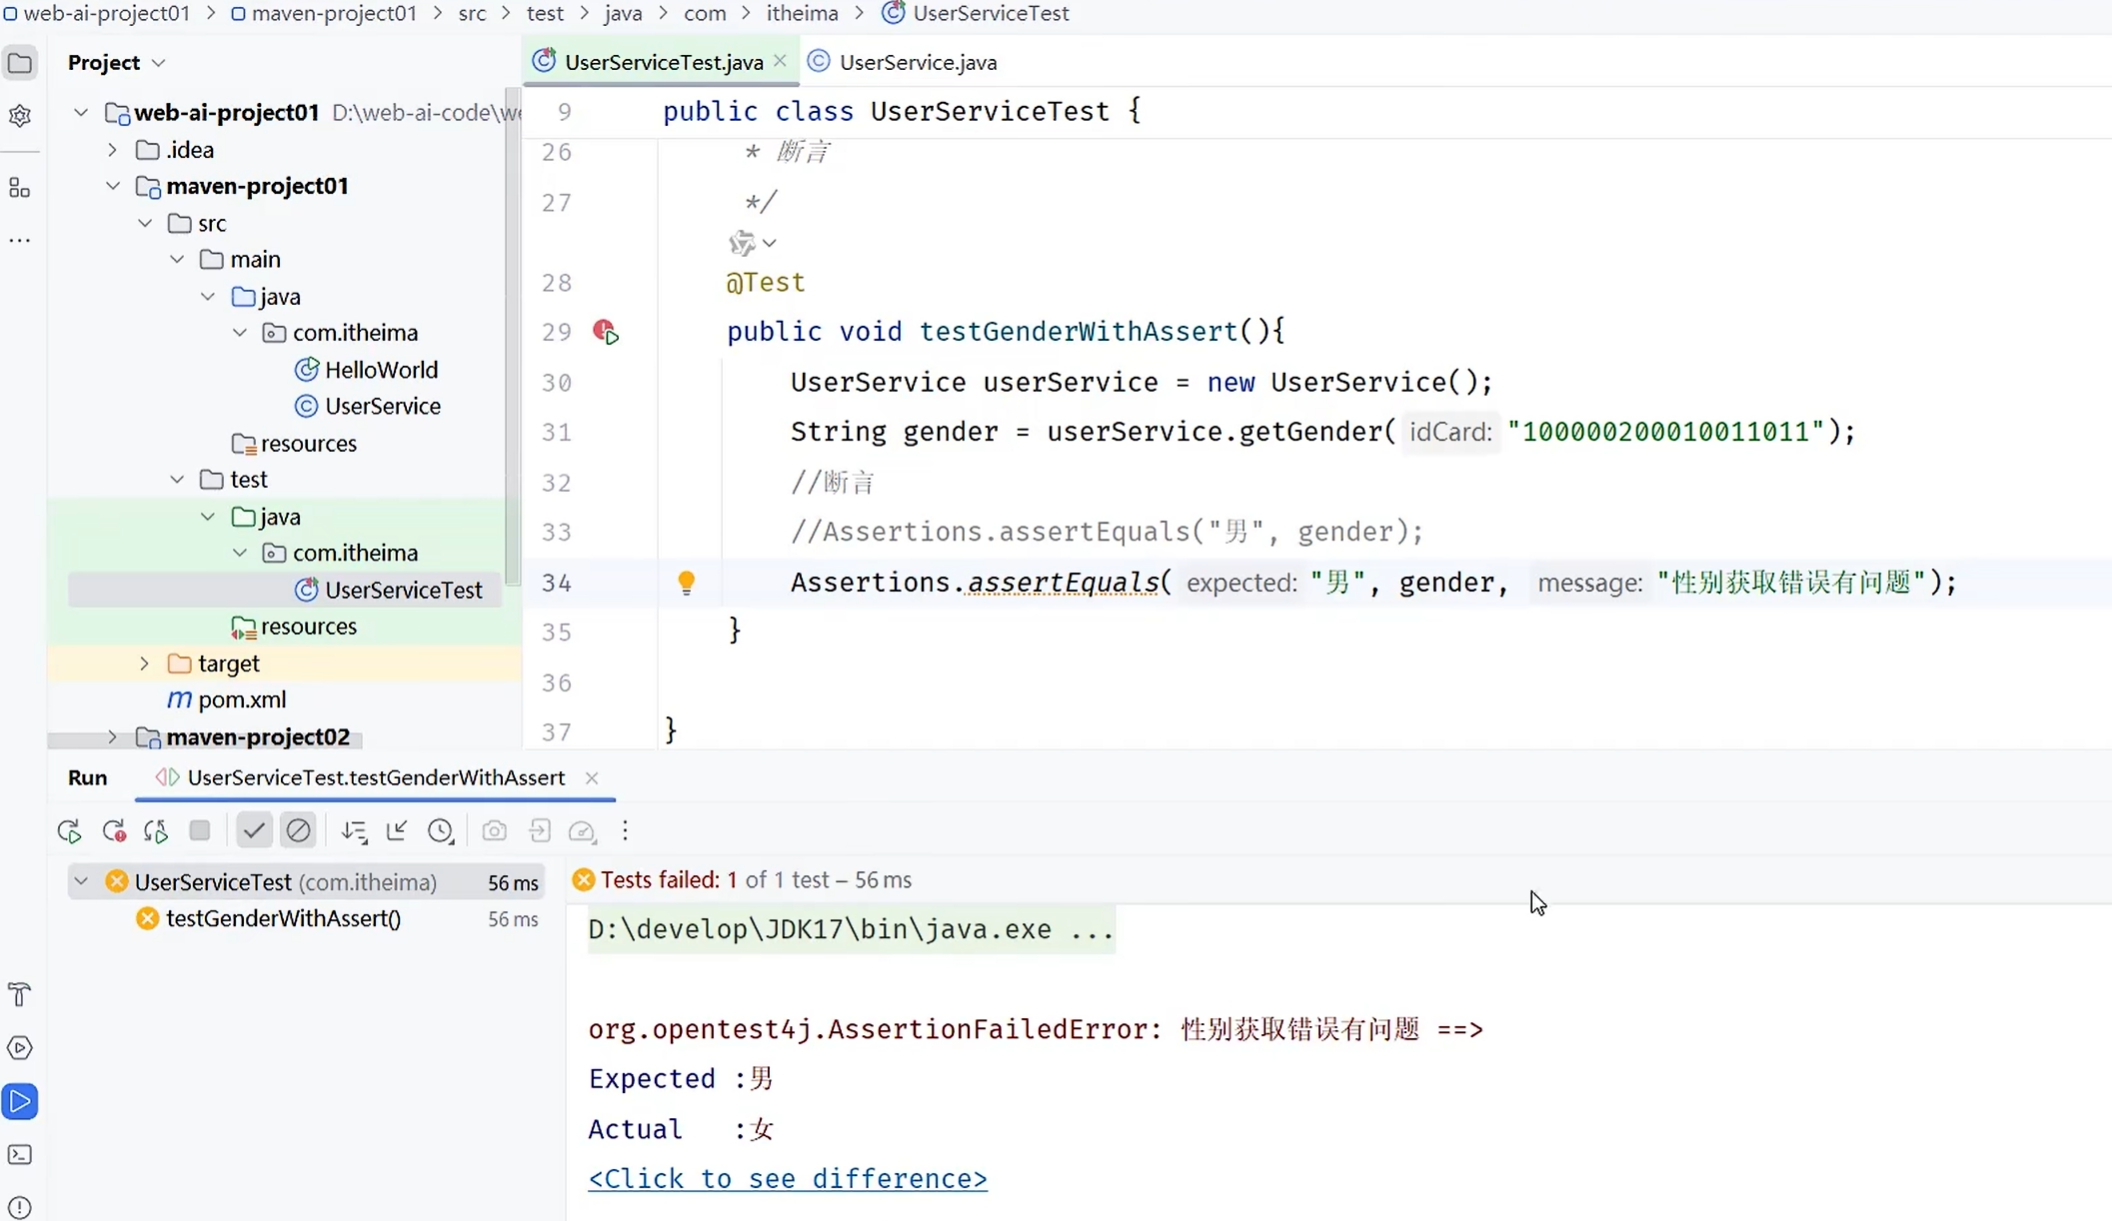 web-ai-project01 > maven-project01 > src > test > java > com > itheima > UserServiceTest
Project
web-ai-project01 D:\web-ai-code\we
.idea
maven-project01
src
main
java
com.itheima
HelloWorld
UserService
resources
test
java
com.itheima
UserServiceTest
resources
target
pom.xml
maven-project02
UserServiceTest.java
UserService.java
9 public class UserServiceTest {
26 * 断言
27 */
28 @Test
29 public void testGenderWithAssert(){
30 UserService userService = new UserService();
31 String gender = userService.getGender( idCard: "100000200010011011");
32 //断言
33 //Assertions.assertEquals("男", gender);
34 Assertions.assertEquals( expected: "男", gender, message: "性别获取错误有问题");
35 }
36
37 }
Run UserServiceTest.testGenderWithAssert
UserServiceTest (com.itheima) 56 ms
testGenderWithAssert() 56 ms
Tests failed: 1 of 1 test – 56 ms
D:\develop\JDK17\bin\java.exe ...
org.opentest4j.AssertionFailedError: 性别获取错误有问题 ==>
Expected :男
Actual :女
<Click to see difference>